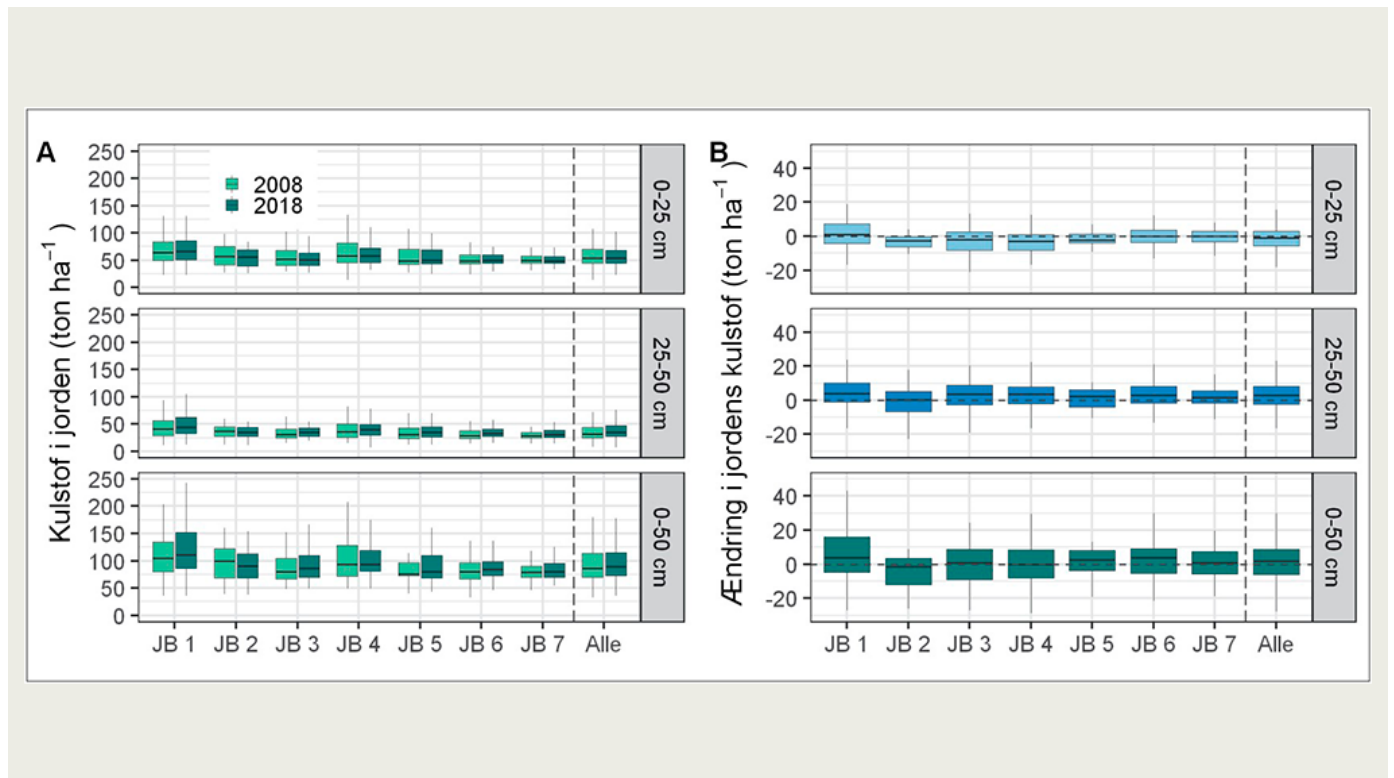 A
Kulstof i jorden (ton ha⁻¹ )
250
200
150
100
50
0
2008
2018
0-25 cm
250
200
150
100
50
0
25-50 cm
250
200
150
100
50
0
0-50 cm
JB 1 JB 2 JB 3 JB 4 JB 5 JB 6 JB 7 Alle
B
Ændring i jordens kulstof (ton ha⁻¹ )
40
20
0
-20
0-25 cm
40
20
0
-20
25-50 cm
40
20
0
-20
0-50 cm
JB 1 JB 2 JB 3 JB 4 JB 5 JB 6 JB 7 Alle